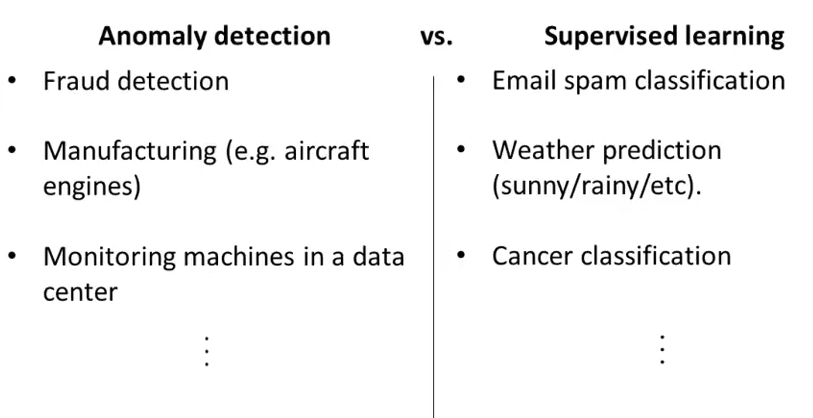 Anomaly detection vs. Supervised learning
• Fraud detection
• Manufacturing (e.g. aircraft
engines)
• Monitoring machines in a data
center
⋮
• Email spam classification
• Weather prediction
(sunny/rainy/etc).
• Cancer classification
⋮